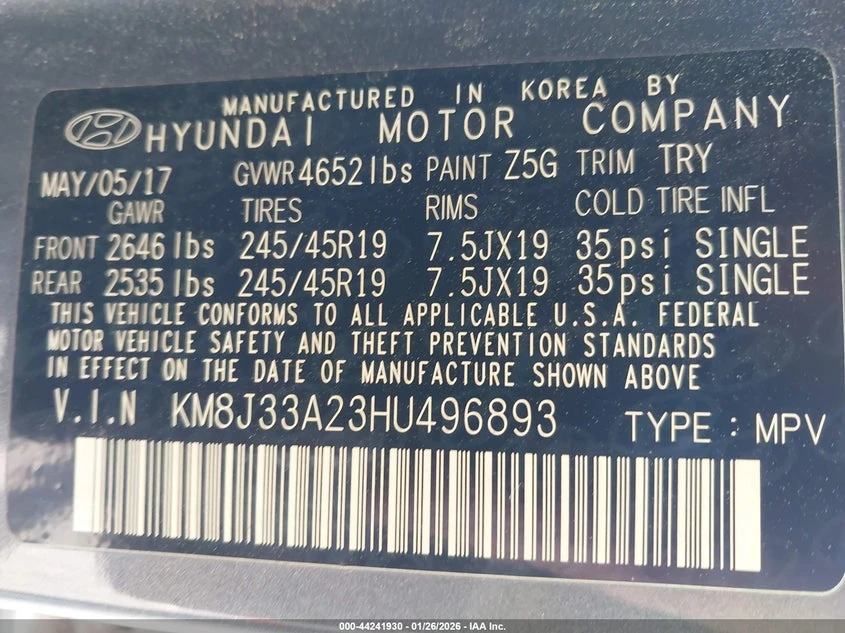 MANUFACTURED IN KOREA BY
HYUNDAI MOTOR COMPANY
MAY/05/17 GVWR 4652lbs PAINT Z5G TRIM TRY
GAWR TIRES RIMS COLD TIRE INFL
FRONT 2646 lbs 245/45R19 7.5JX19 35psi SINGLE
REAR 2535 lbs 245/45R19 7.5JX19 35psi SINGLE
THIS VEHICLE CONFORMS TO ALL APPLICABLE U.S.A. FEDERAL
MOTOR VEHICLE SAFETY AND THEFT PREVENTION STANDARDS
IN EFFECT ON THE DATE OF MANUFACTURE SHOWN ABOVE
V.I.N KM8J33A23HU496893 TYPE : MPV
000-44241930 - 01/26/2026 - IAA Inc.